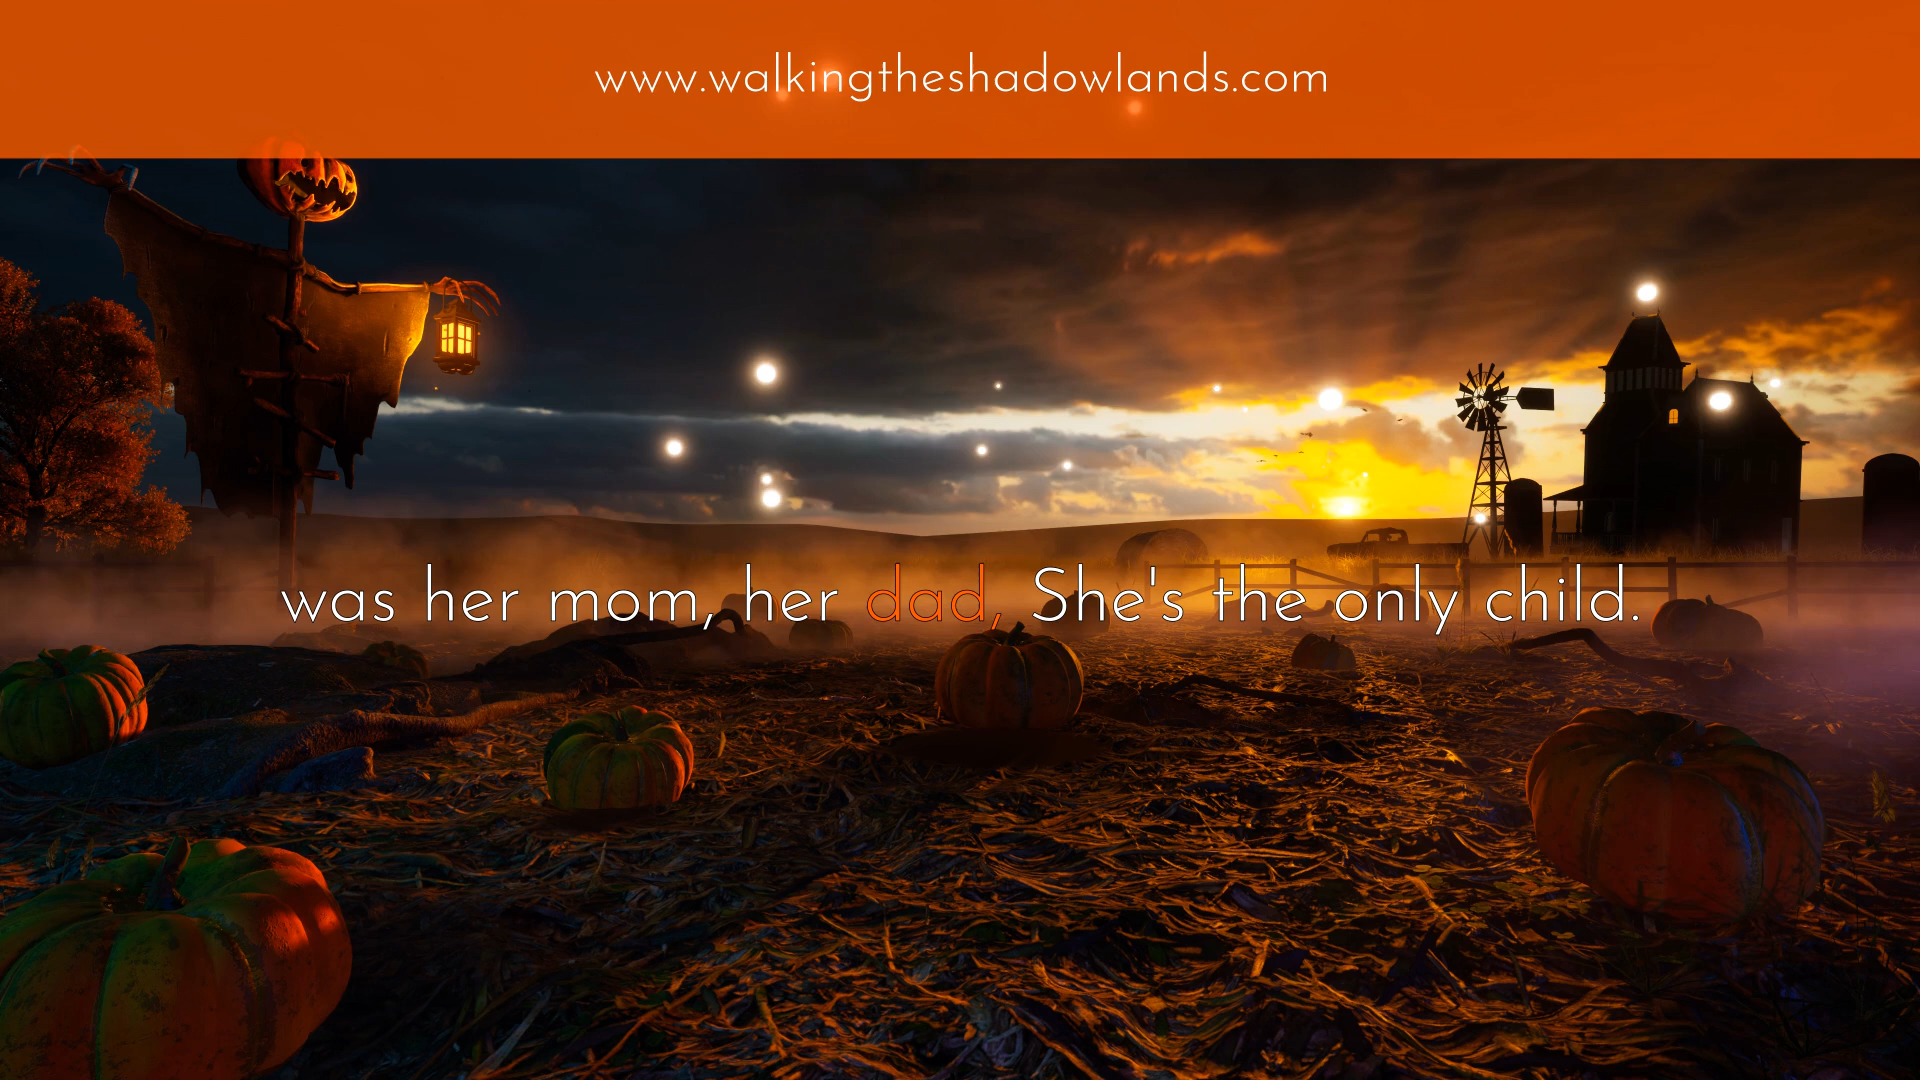 www.walkingtheshadowlands.com
was her mom, her dad, She's the only child.